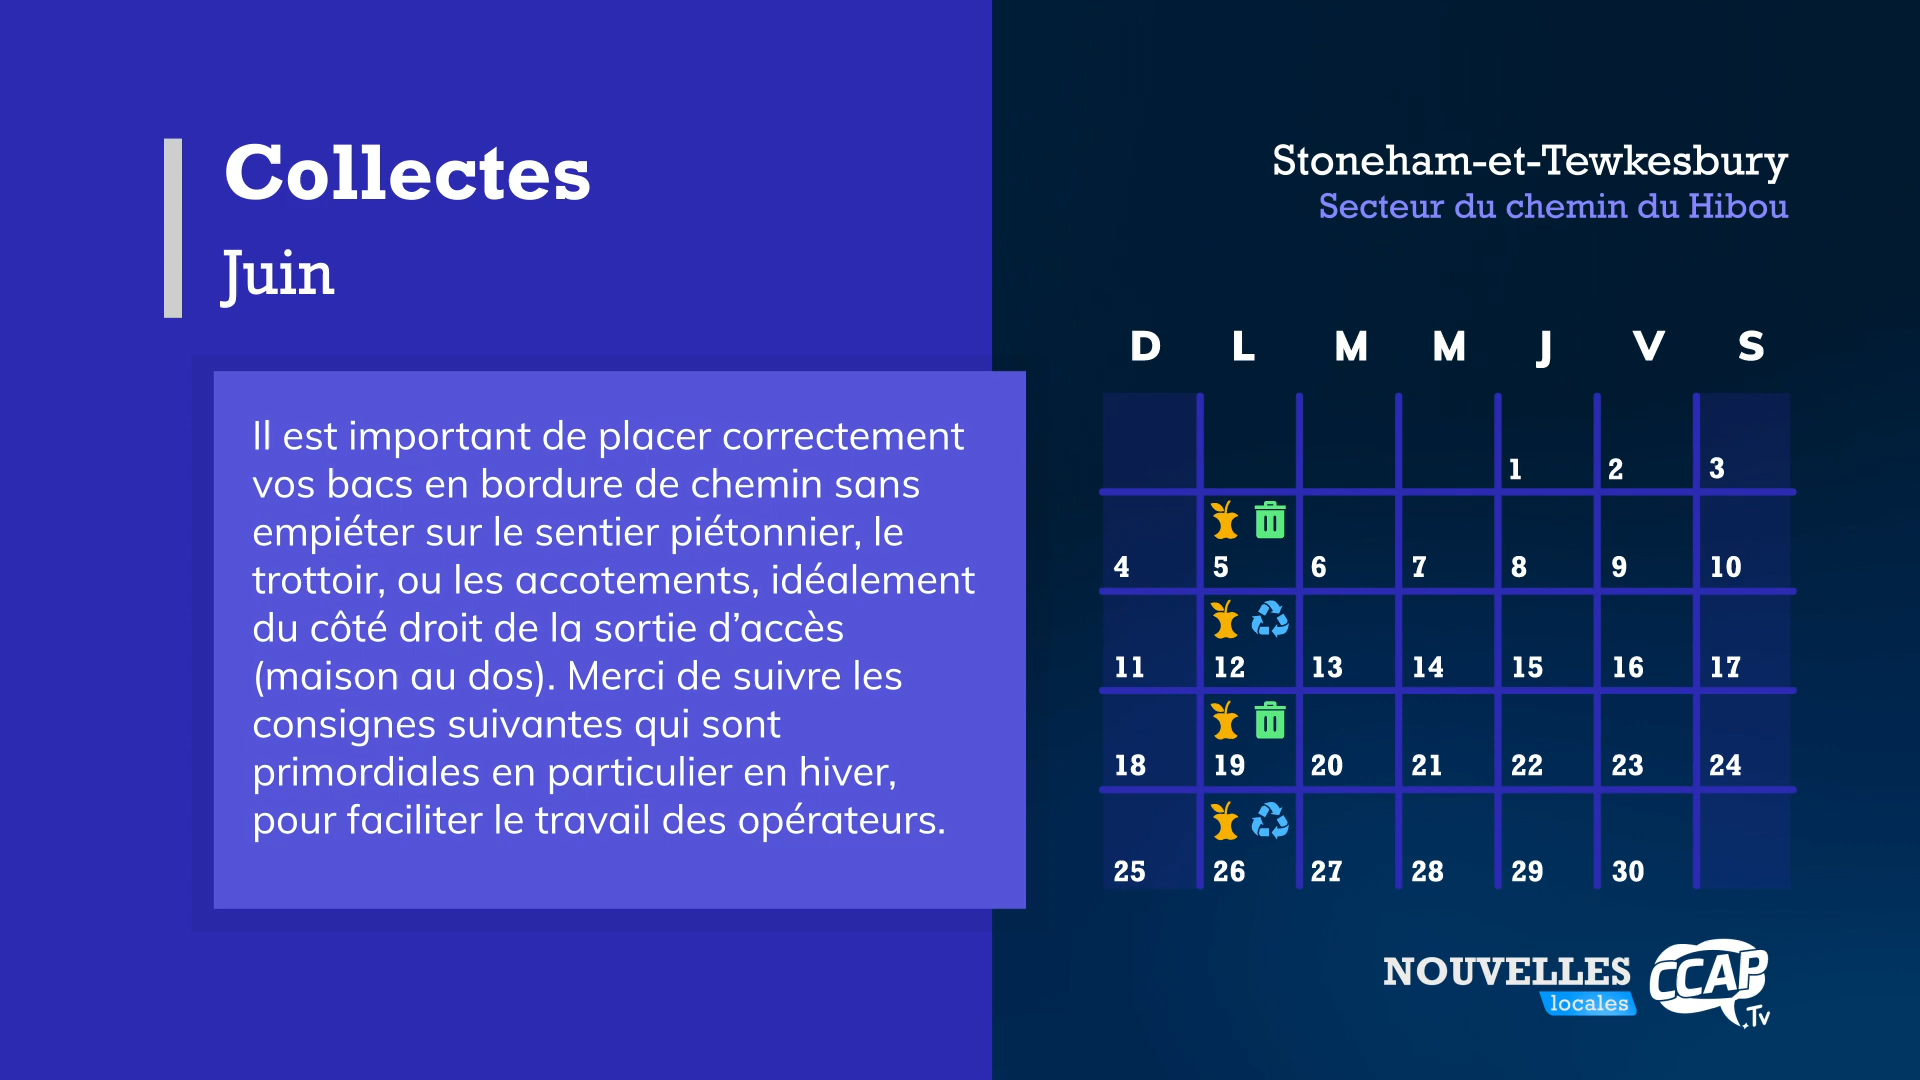 Collectes
Juin
Il est important de placer correctement
vos bacs en bordure de chemin sans
empiéter sur le sentier piétonnier, le
trottoir, ou les accotements, idéalement
du côté droit de la sortie d’accès
(maison au dos). Merci de suivre les
consignes suivantes qui sont
primordiales en particulier en hiver,
pour faciliter le travail des opérateurs.
Stoneham-et-Tewkesbury
Secteur du chemin du Hibou
D L M M J V S
1 2 3
4 5 6 7 8 9 10
11 12 13 14 15 16 17
18 19 20 21 22 23 24
25 26 27 28 29 30
NOUVELLES
locales
CCAP
.Tv